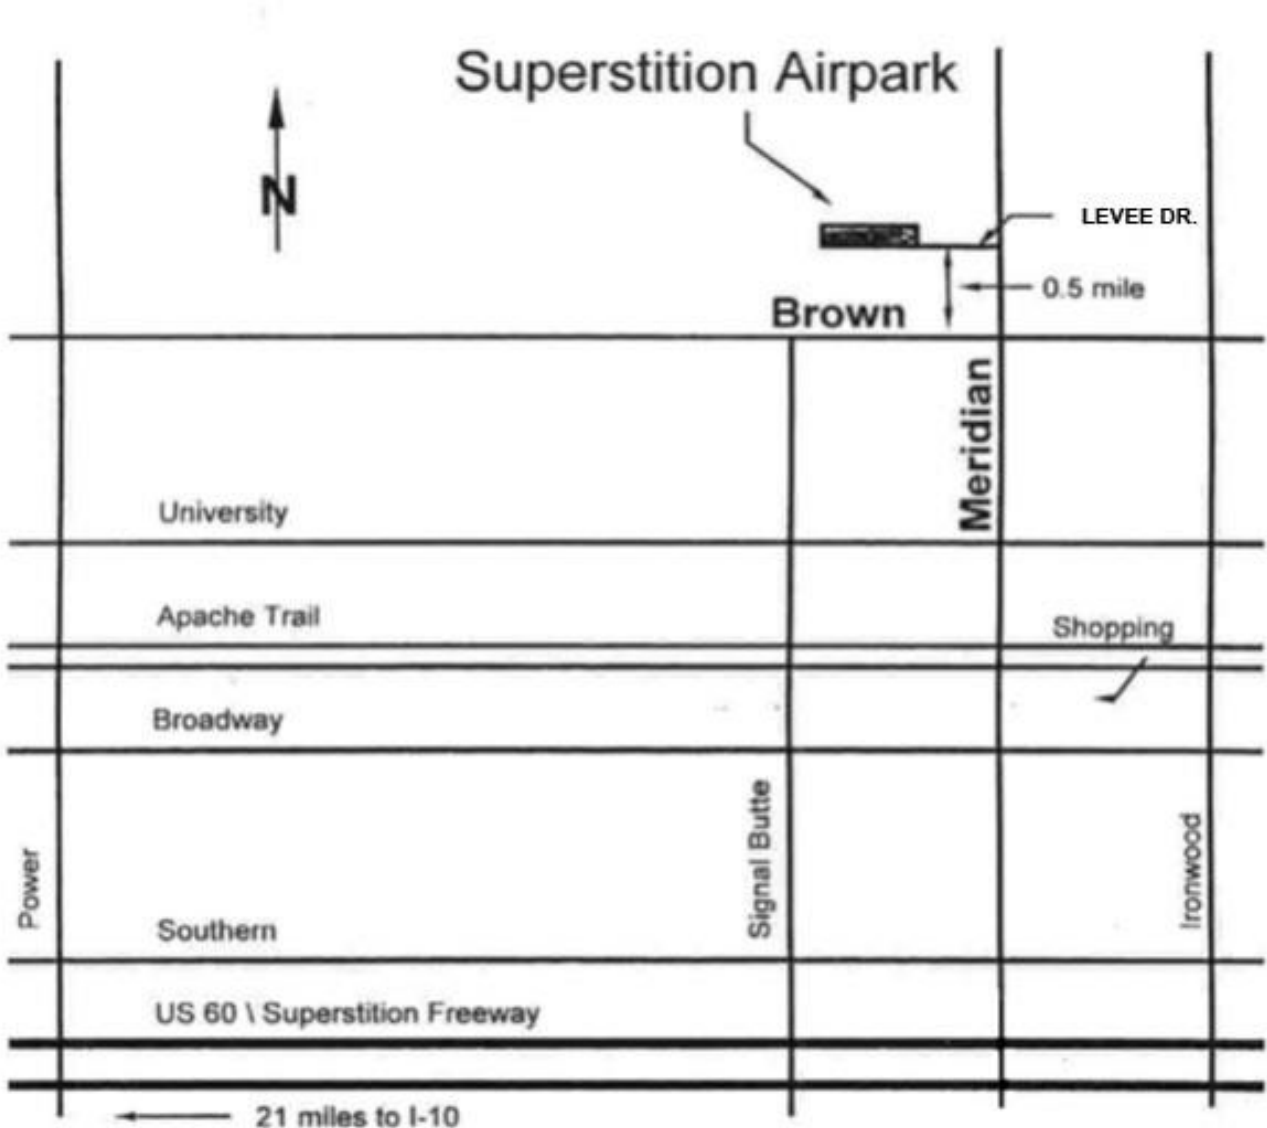 Superstition Airpark
N
LEVEE DR.
0.5 mile
Brown
Meridian
University
Apache Trail
Shopping
Broadway
Signal Butte
Ironwood
Power
Southern
US 60 \ Superstition Freeway
21 miles to I-10